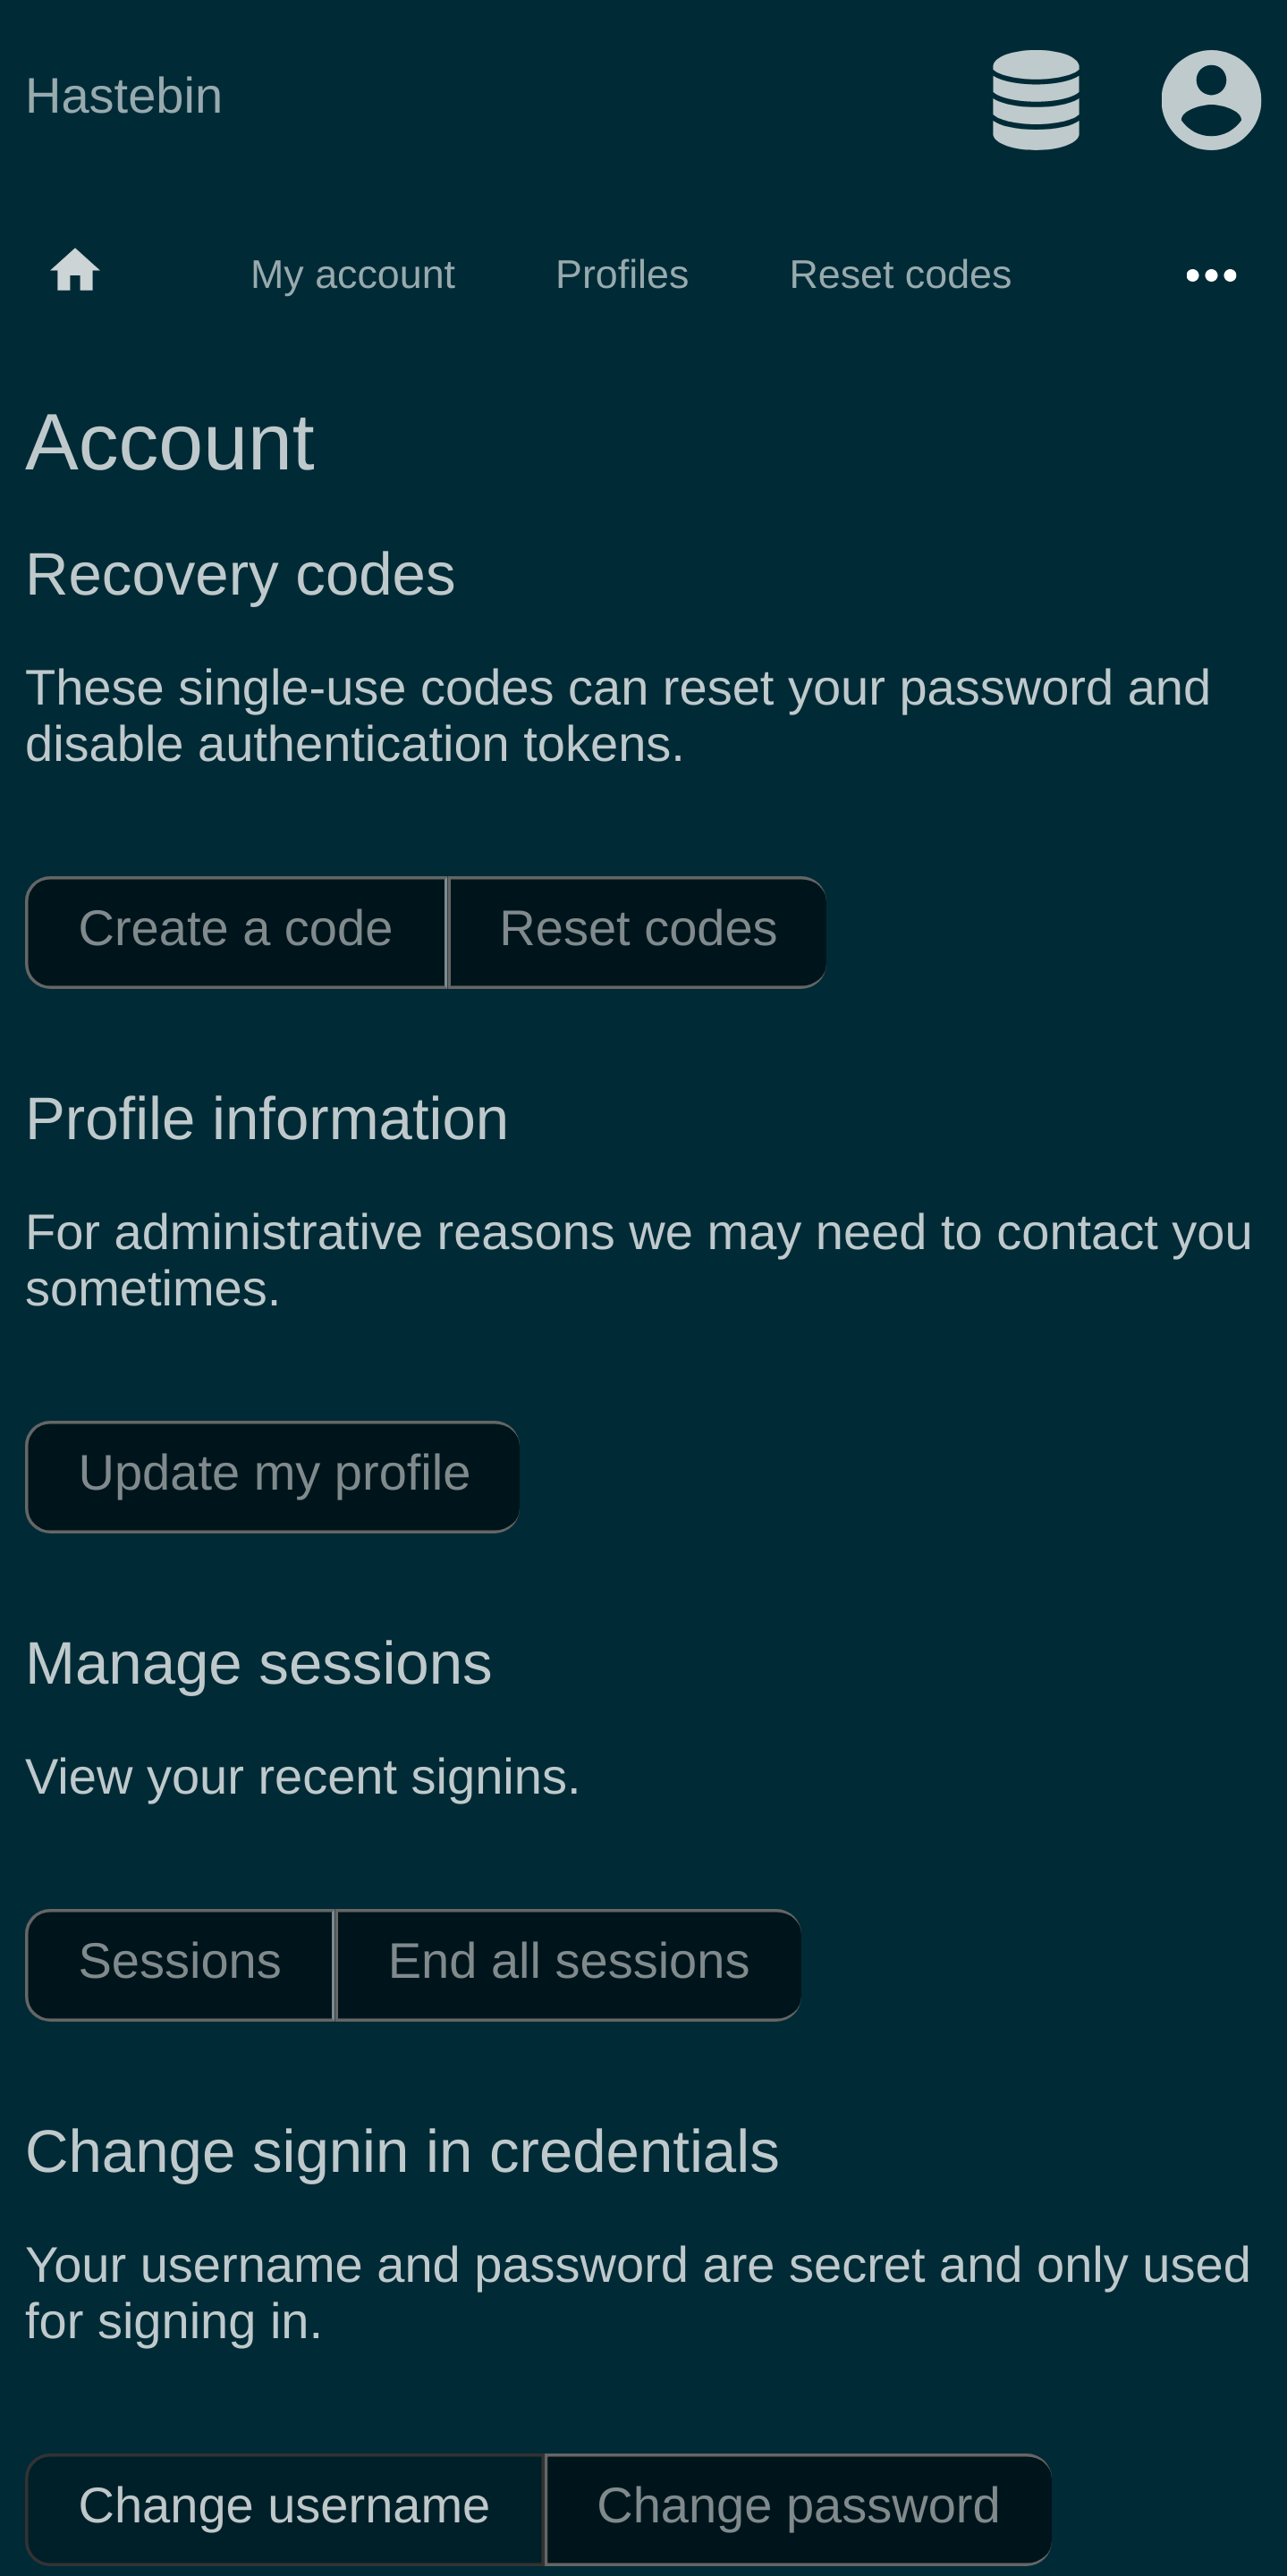 Hastebin
My account Profiles Reset codes
Account
Recovery codes
These single-use codes can reset your password and
disable authentication tokens.
Create a code Reset codes
Profile information
For administrative reasons we may need to contact you
sometimes.
Update my profile
Manage sessions
View your recent signins.
Sessions End all sessions
Change signin in credentials
Your username and password are secret and only used
for signing in.
Change username Change password